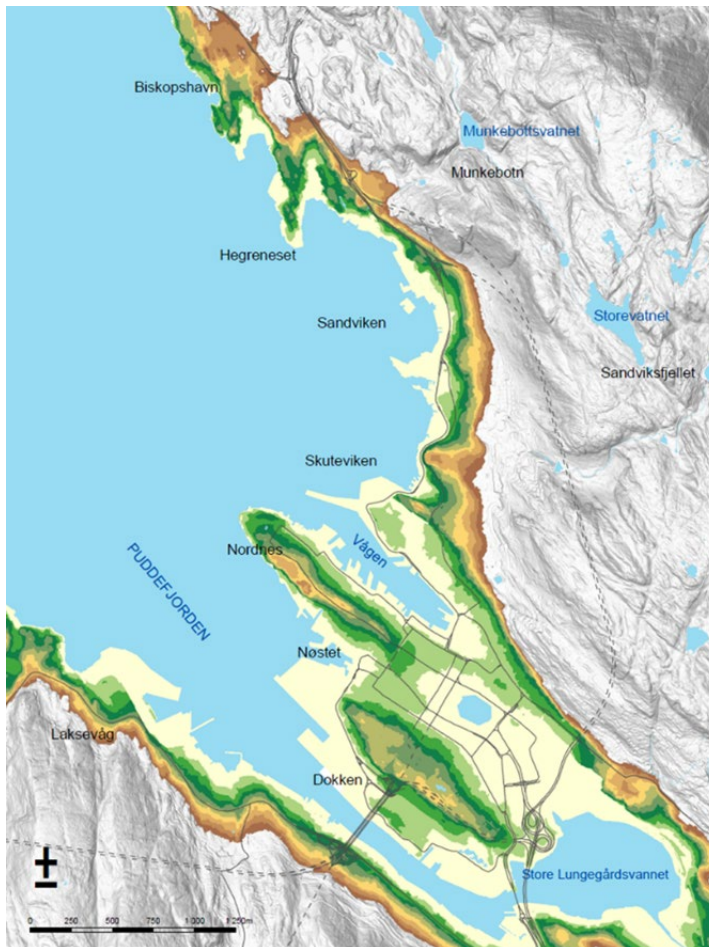 Biskopshavn
Munkebottsvatnet
Munkebotn
Hegreneset
Storevatnet
Sandviken
Sandviksfjellet
Skuteviken
Vågen
Nordnes
PUDDEFJORDEN
Nøstet
Laksevåg
Dokken
Store Lungegårdsvannet
0 250 500 750 1 000 1 250m